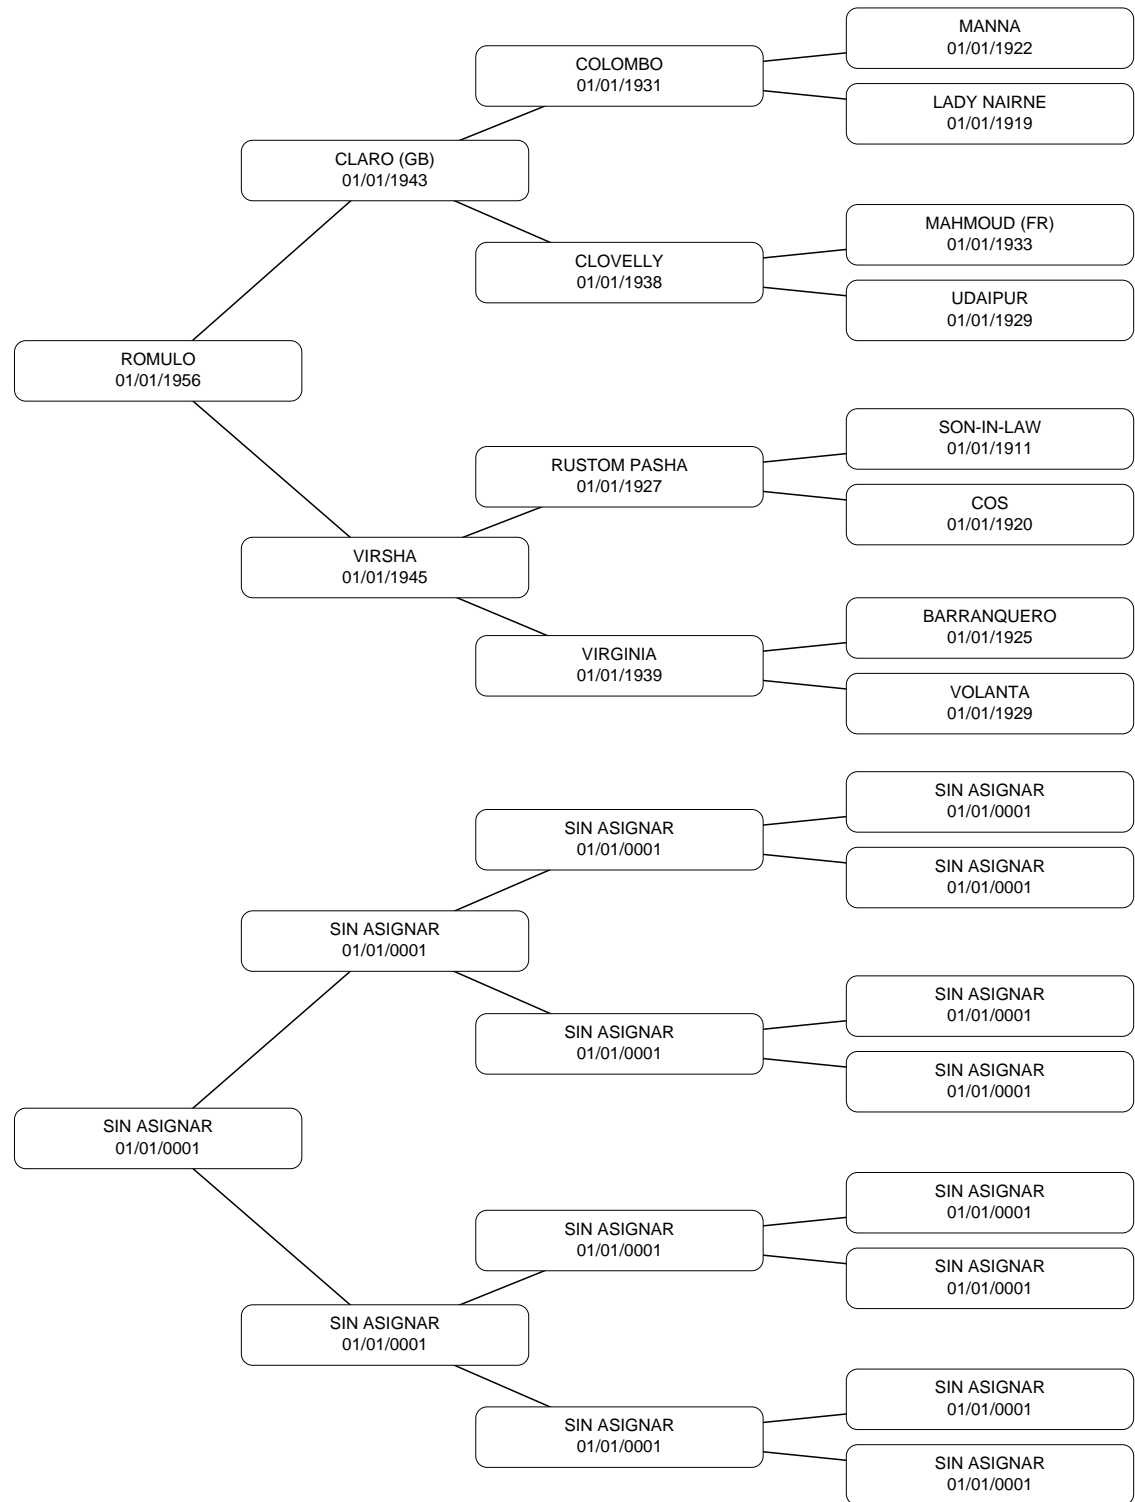 MANNA
01/01/1922
COLOMBO
01/01/1931
LADY NAIRNE
01/01/1919
CLARO (GB)
01/01/1943
MAHMOUD (FR)
01/01/1933
CLOVELLY
01/01/1938
UDAIPUR
01/01/1929
ROMULO
01/01/1956
SON-IN-LAW
01/01/1911
RUSTOM PASHA
01/01/1927
COS
01/01/1920
VIRSHA
01/01/1945
BARRANQUERO
01/01/1925
VIRGINIA
01/01/1939
VOLANTA
01/01/1929
SIN ASIGNAR
01/01/0001
SIN ASIGNAR
01/01/0001
SIN ASIGNAR
01/01/0001
SIN ASIGNAR
01/01/0001
SIN ASIGNAR
01/01/0001
SIN ASIGNAR
01/01/0001
SIN ASIGNAR
01/01/0001
SIN ASIGNAR
01/01/0001
SIN ASIGNAR
01/01/0001
SIN ASIGNAR
01/01/0001
SIN ASIGNAR
01/01/0001
SIN ASIGNAR
01/01/0001
SIN ASIGNAR
01/01/0001
SIN ASIGNAR
01/01/0001
SIN ASIGNAR
01/01/0001